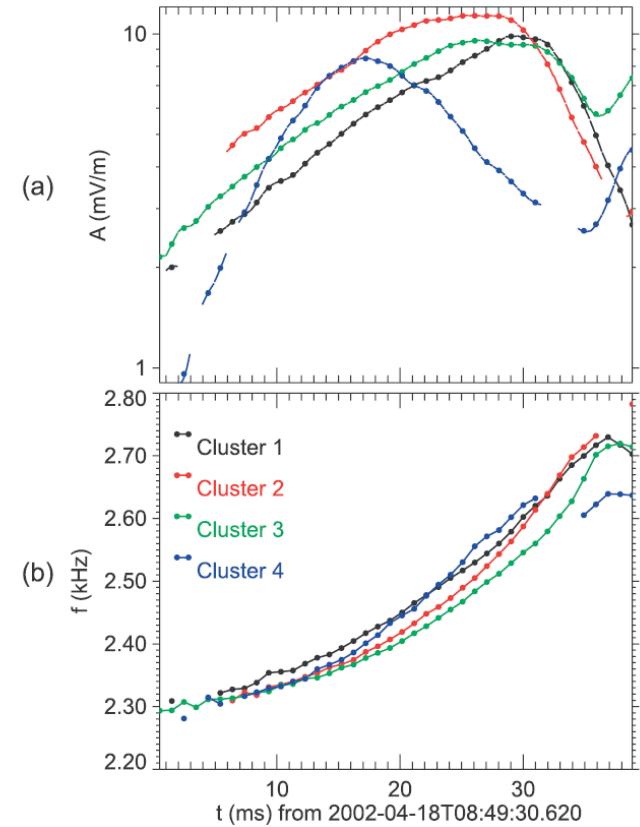 (a)
A (mV/m)
10
1
(b)
f (kHz)
2.80
2.70
2.60
2.50
2.40
2.30
2.20
Cluster 1
Cluster 2
Cluster 3
Cluster 4
10 20 30
t (ms) from 2002-04-18T08:49:30.620